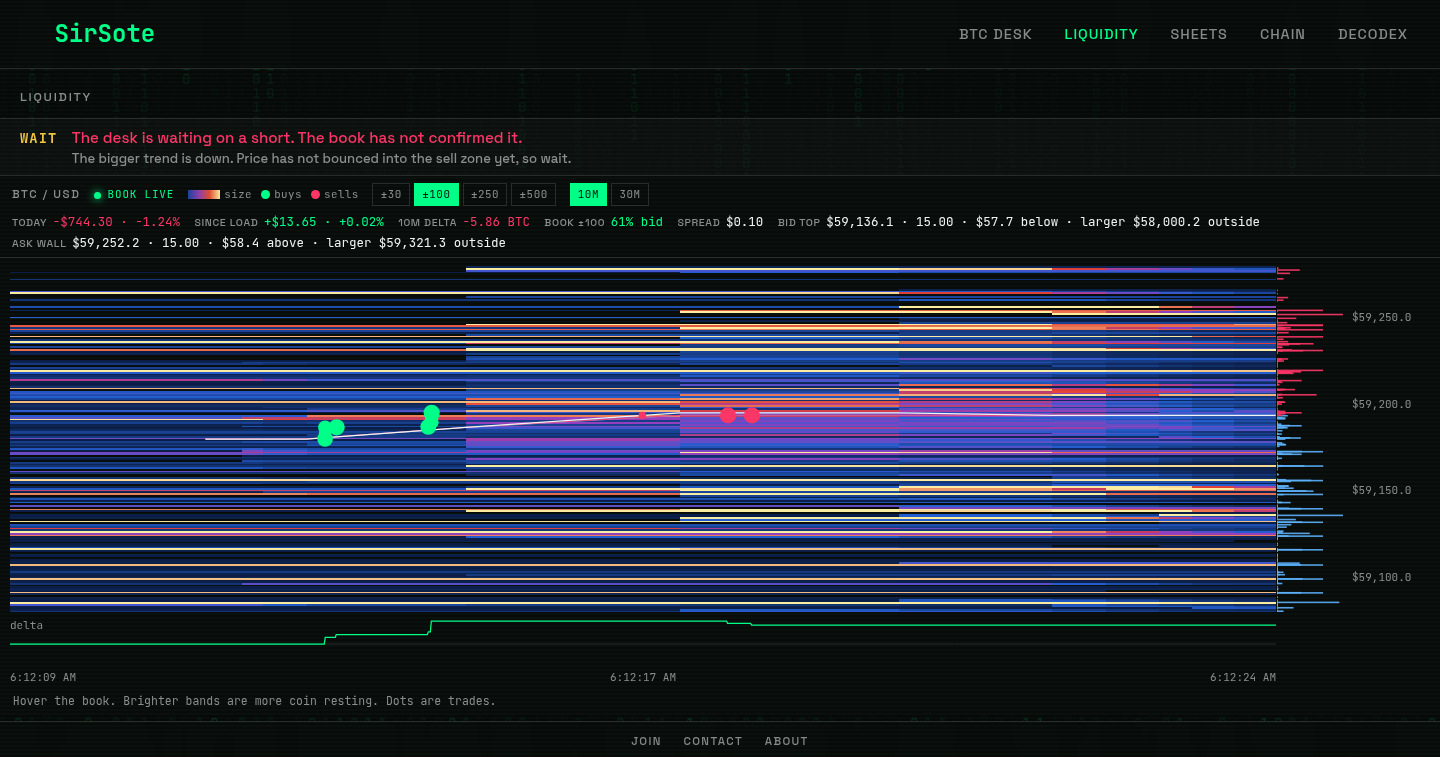 SirSote
BTC DESK LIQUIDITY SHEETS CHAIN DECODEX
LIQUIDITY
WAIT The desk is waiting on a short. The book has not confirmed it.
The bigger trend is down. Price has not bounced into the sell zone yet, so wait.
BTC / USD BOOK LIVE size buys sells ±30 ±100 ±250 ±500 10M 30M
TODAY -$744.30 · -1.24% SINCE LOAD +$13.65 · +0.02% 10M DELTA -5.86 BTC BOOK ±100 61% bid SPREAD $0.10 BID TOP $59,136.1 · 15.00 · $57.7 below · larger $58,000.2 outside
ASK WALL $59,252.2 · 15.00 · $58.4 above · larger $59,321.3 outside
$59,250.0
$59,200.0
$59,150.0
$59,100.0
delta
6:12:09 AM 6:12:17 AM 6:12:24 AM
Hover the book. Brighter bands are more coin resting. Dots are trades.
JOIN CONTACT ABOUT